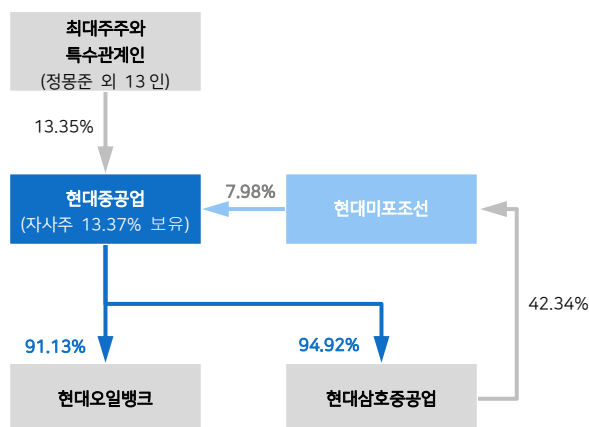 최대주주와
특수관계인
(정몽준 외 13인)
13.35%
현대중공업
(자사주 13.37% 보유)
7.98%
현대미포조선
42.34%
91.13%
94.92%
현대오일뱅크
현대삼호중공업